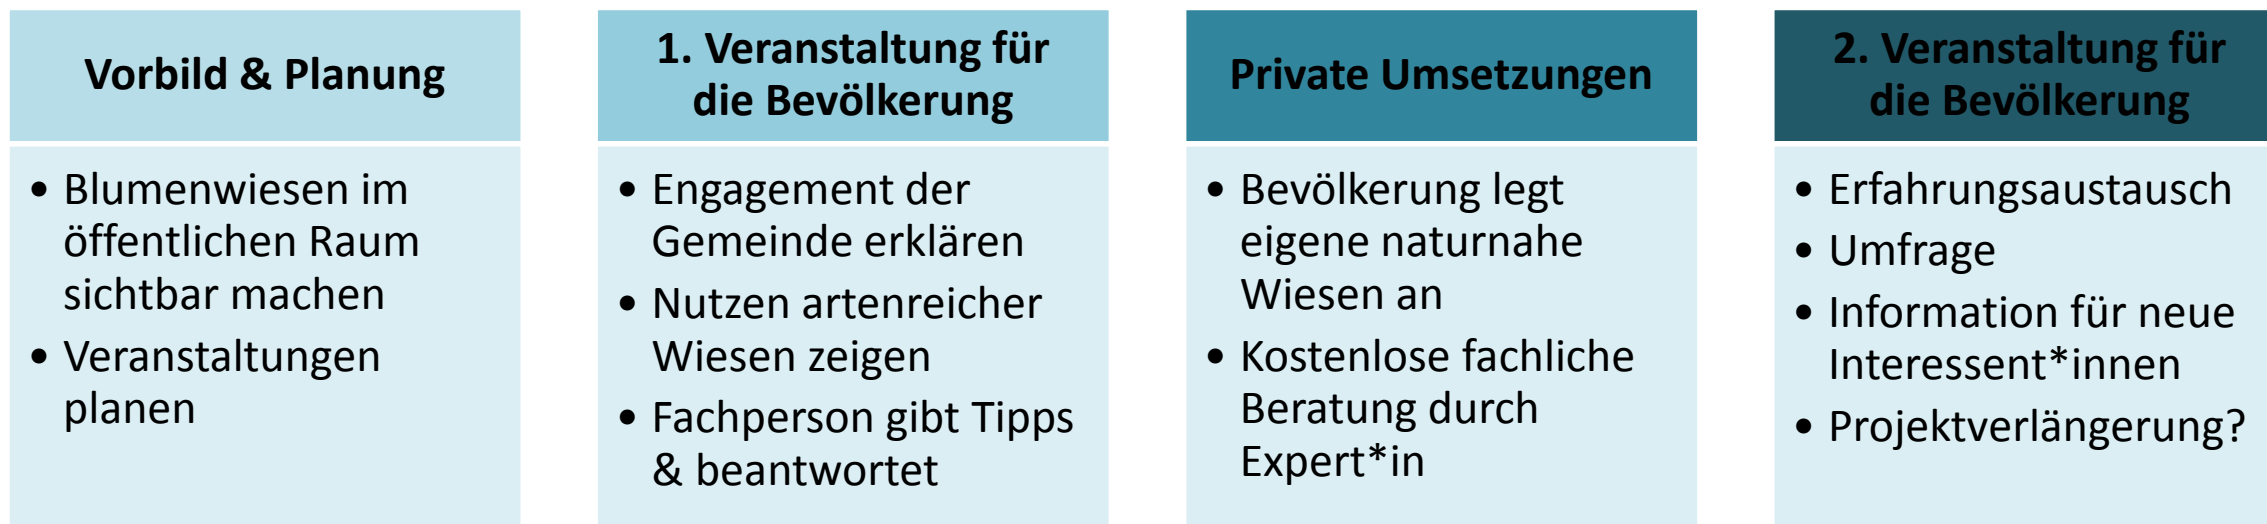 Vorbild & Planung
• Blumenwiesen im
öffentlichen Raum
sichtbar machen
• Veranstaltungen
planen
1. Veranstaltung für
die Bevölkerung
• Engagement der
Gemeinde erklären
• Nutzen artenreicher
Wiesen zeigen
• Fachperson gibt Tipps
& beantwortet
Private Umsetzungen
• Bevölkerung legt
eigene naturnahe
Wiesen an
• Kostenlose fachliche
Beratung durch
Expert*in
2. Veranstaltung für
die Bevölkerung
• Erfahrungsaustausch
• Umfrage
• Information für neue
Interessent*innen
• Projektverlängerung?